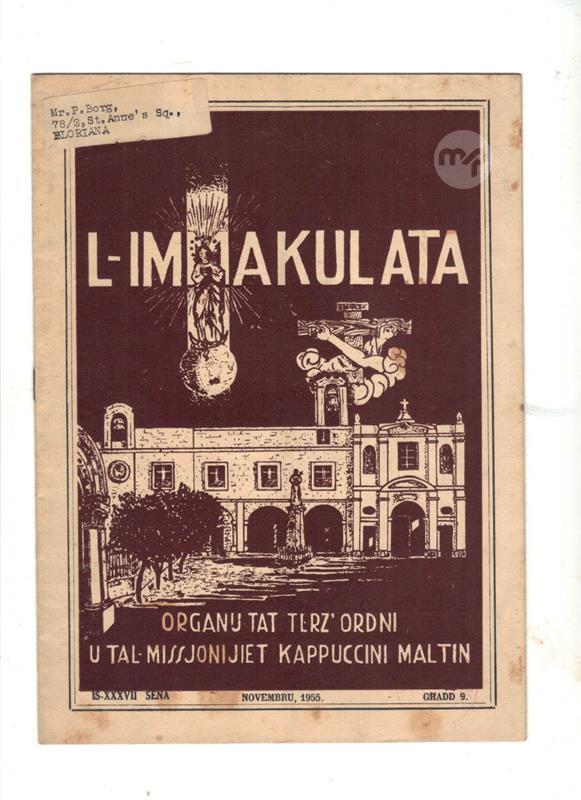 Mr.P.Borg,
78/2,St.Anne's Sq.,
FLORIANA
L-IMMAKULATA
ORGANU TAT TERZ' ORDNI
U TAL-MISSJONIJIET KAPPUCCINI MALTIN
IS-XXXVII SENA NOVEMBRU, 1955. GHADD 9.